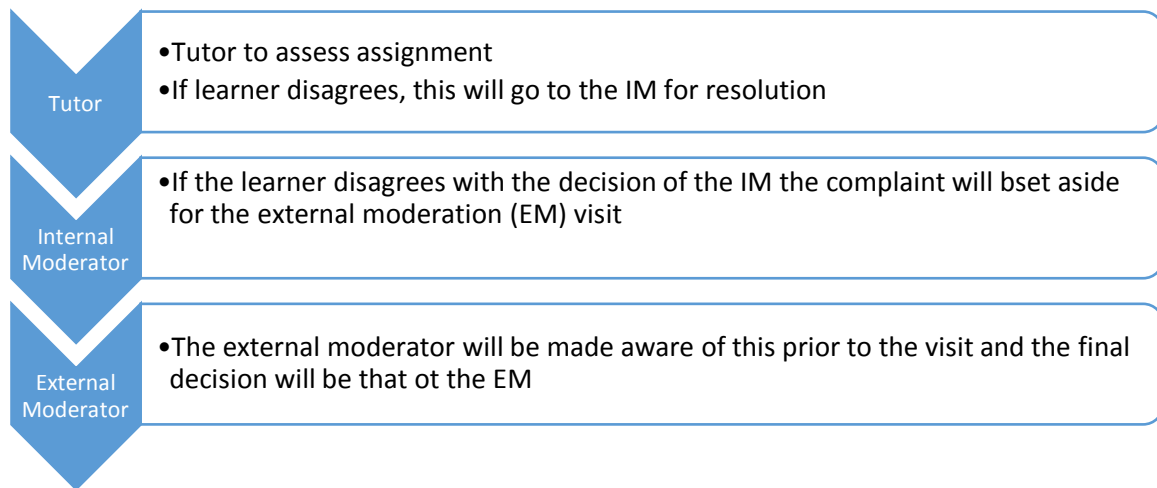 Tutor
•Tutor to assess assignment
•If learner disagrees, this will go to the IM for resolution
Internal
Moderator
•If the learner disagrees with the decision of the IM the complaint will bset aside
for the external moderation (EM) visit
External
Moderator
•The external moderator will be made aware of this prior to the visit and the final
decision will be that ot the EM